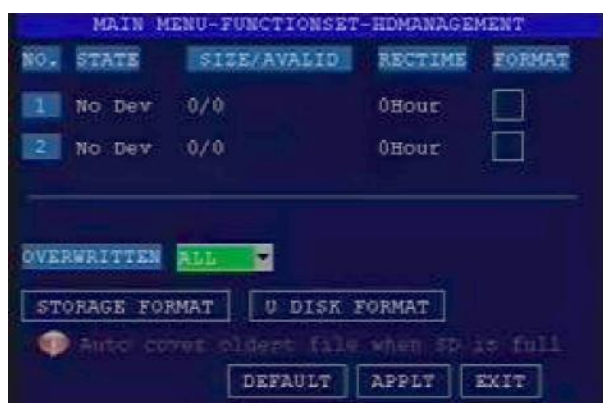 MAIN MENU-FUNCTIONSET-HDMANAGEMENT
NO. STATE SIZE/AVALID RECTIME FORMAT
1 No Dev 0/0 0Hour
2 No Dev 0/0 0Hour
OVERWRITTEN ALL
STORAGE FORMAT U DISK FORMAT
Auto cover oldest file when SD is full
DEFAULT APPLY EXIT